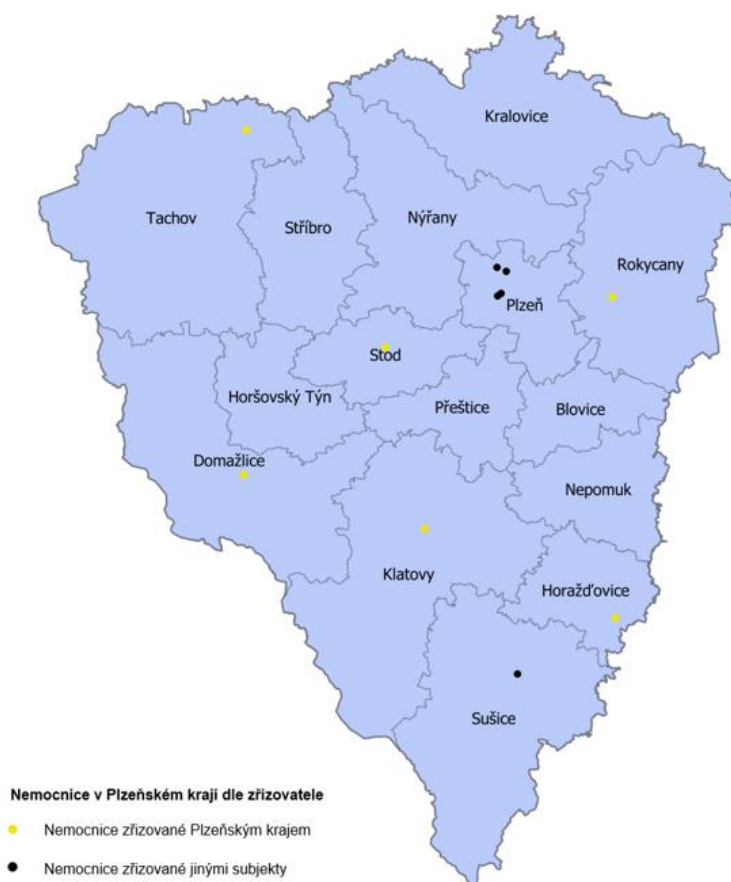 Kralovice
Tachov
Stříbro
Nýřany
Rokycany
Plzeň
Stod
Horšovský Týn
Přeštice
Blovice
Domažlice
Nepomuk
Klatovy
Horažďovice
Sušice
Nemocnice v Plzeňském kraji dle zřizovatele
Nemocnice zřizované Plzeňským krajem
Nemocnice zřizované jinými subjekty